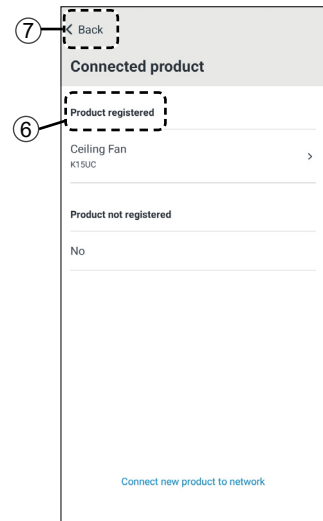 ⑦
< Back
Connected product
⑥
Product registered
Ceiling Fan
K15UC
>
Product not registered
No
Connect new product to network